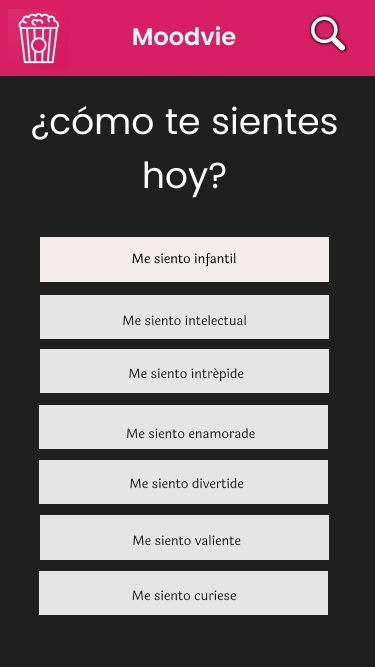 Moodvie
¿cómo te sientes
hoy?
Me siento infantil
Me siento intelectual
Me siento intrèpide
Me siento enamorade
Me siento divertide
Me siento valiente
Me siento curiese